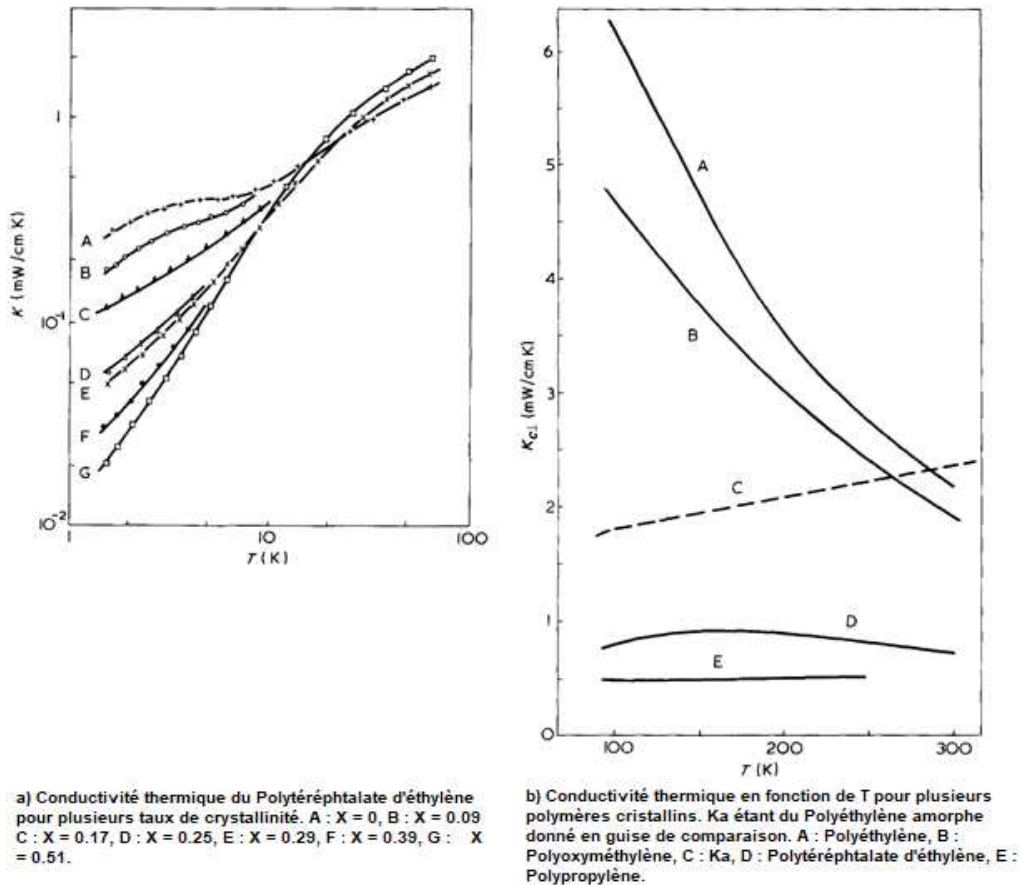 1
10⁻¹
10⁻²
K (mW/cm K)
A
B
C
D
E
F
G
1
10
100
T (K)
6
5
4
3
2
1
0
Kc⊥ (mW/cm K)
A
B
C
D
E
100
200
300
T (K)
a) Conductivité thermique du Polytéréphtalate d'éthylène
pour plusieurs taux de crystallinité. A : X = 0, B : X = 0.09
C : X = 0.17, D : X = 0.25, E : X = 0.29, F : X = 0.39, G : X
= 0.51.
b) Conductivité thermique en fonction de T pour plusieurs
polymères cristallins. Ka étant du Polyéthylène amorphe
donné en guise de comparaison. A : Polyéthylène, B :
Polyoxyméthylène, C : Ka, D : Polytéréphtalate d'éthylène, E :
Polypropylène.